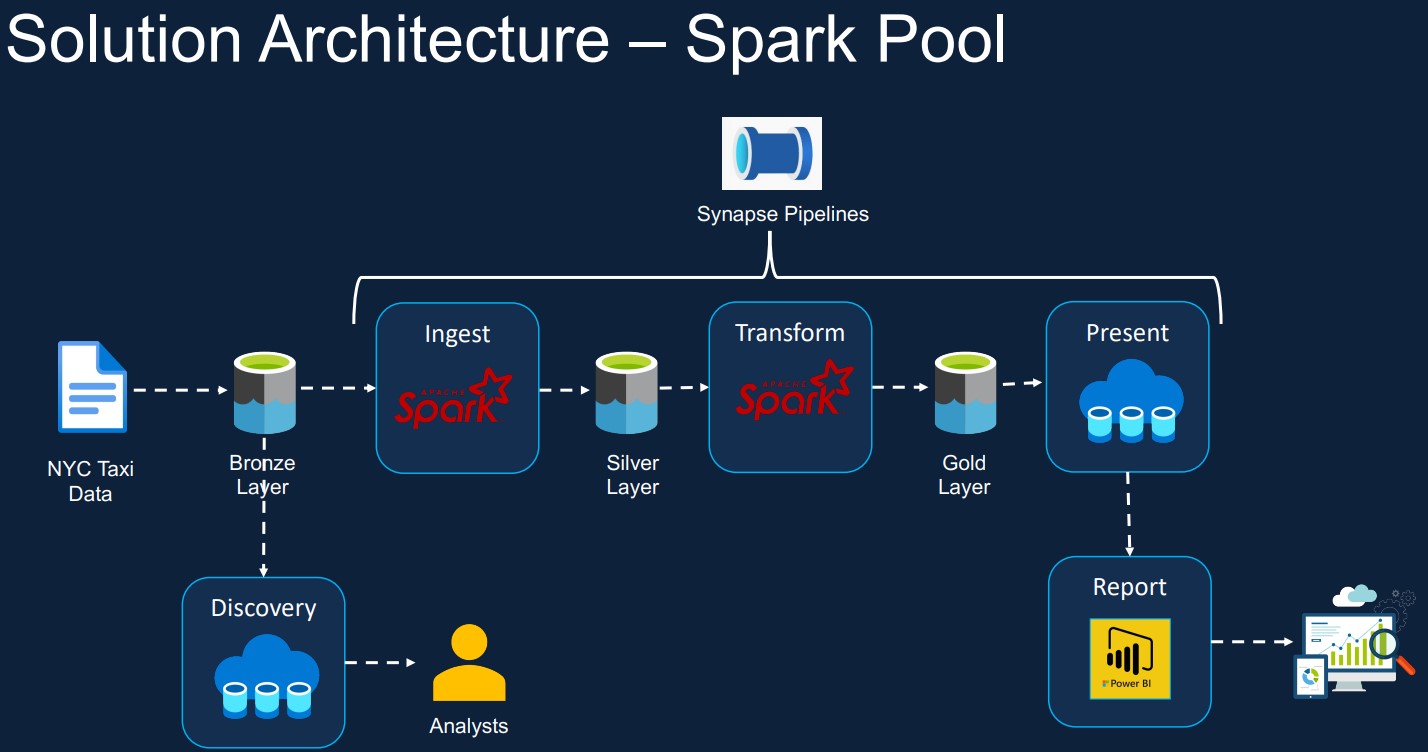 Solution Architecture – Spark Pool
Synapse Pipelines
Ingest
Transform
Present
APACHE
Spark
APACHE
Spark
NYC Taxi
Data
Bronze
Layer
Silver
Layer
Gold
Layer
Discovery
Analysts
Report
Power BI